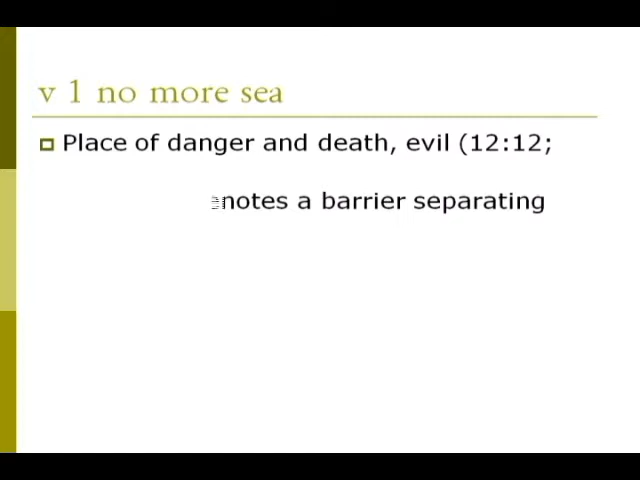 v 1 no more sea
Place of danger and death, evil (12:12;
notes a barrier separating